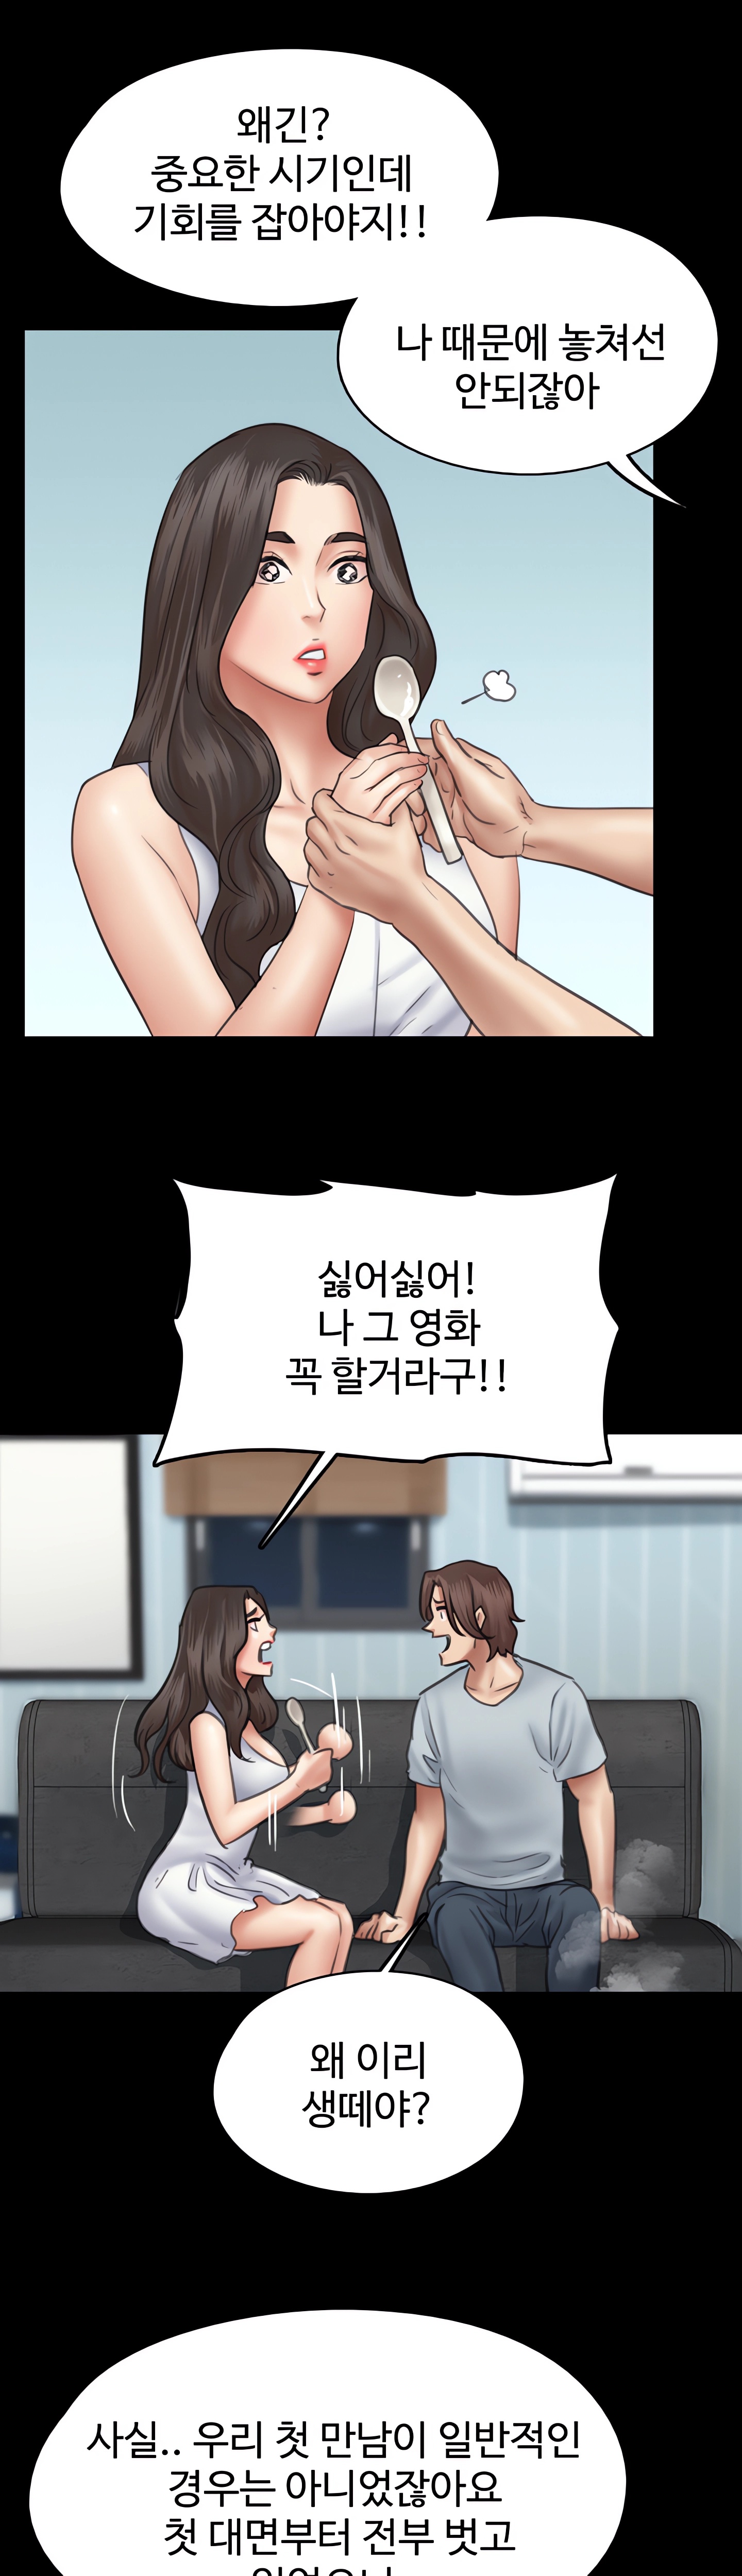 왜긴?
중요한 시기인데
기회를 잡아야지!!
나 때문에 놓쳐선
안되잖아
싫어싫어!
나 그 영화
꼭 할거라구!!
왜 이리
생떼야?
사실.. 우리 첫 만남이 일반적인
경우는 아니었잖아요
첫 대면부터 전부 벗고